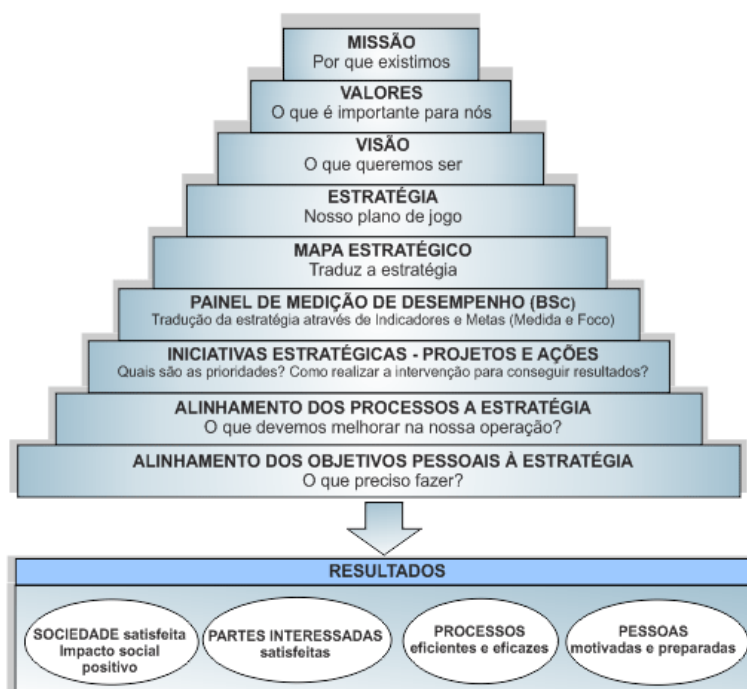 MISSÃO
Por que existimos
VALORES
O que é importante para nós
VISÃO
O que queremos ser
ESTRATÉGIA
Nosso plano de jogo
MAPA ESTRATÉGICO
Traduz a estratégia
PAINEL DE MEDIÇÃO DE DESEMPENHO (BSC)
Tradução da estratégia através de Indicadores e Metas (Medida e Foco)
INICIATIVAS ESTRATÉGICAS - PROJETOS E AÇÕES
Quais são as prioridades? Como realizar a intervenção para conseguir resultados?
ALINHAMENTO DOS PROCESSOS A ESTRATÉGIA
O que devemos melhorar na nossa operação?
ALINHAMENTO DOS OBJETIVOS PESSOAIS À ESTRATÉGIA
O que preciso fazer?
RESULTADOS
SOCIEDADE satisfeita
Impacto social
positivo
PARTES INTERESSADAS
satisfeitas
PROCESSOS
eficientes e eficazes
PESSOAS
motivadas e preparadas